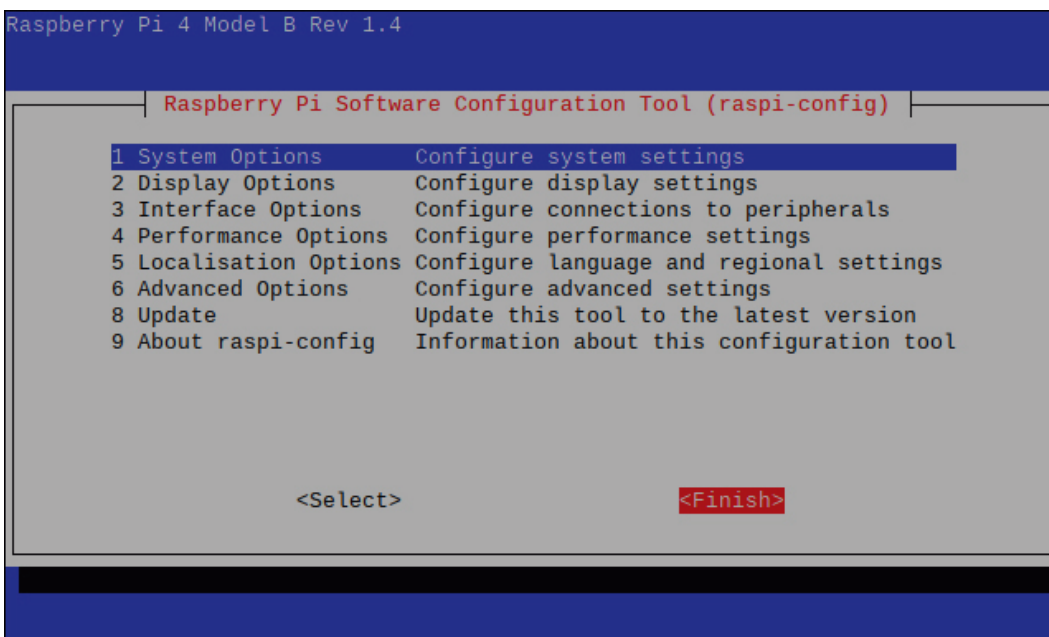 Raspberry Pi 4 Model B Rev 1.4
Raspberry Pi Software Configuration Tool (raspi-config)
1 System Options Configure system settings
2 Display Options Configure display settings
3 Interface Options Configure connections to peripherals
4 Performance Options Configure performance settings
5 Localisation Options Configure language and regional settings
6 Advanced Options Configure advanced settings
8 Update Update this tool to the latest version
9 About raspi-config Information about this configuration tool
<Select> <Finish>